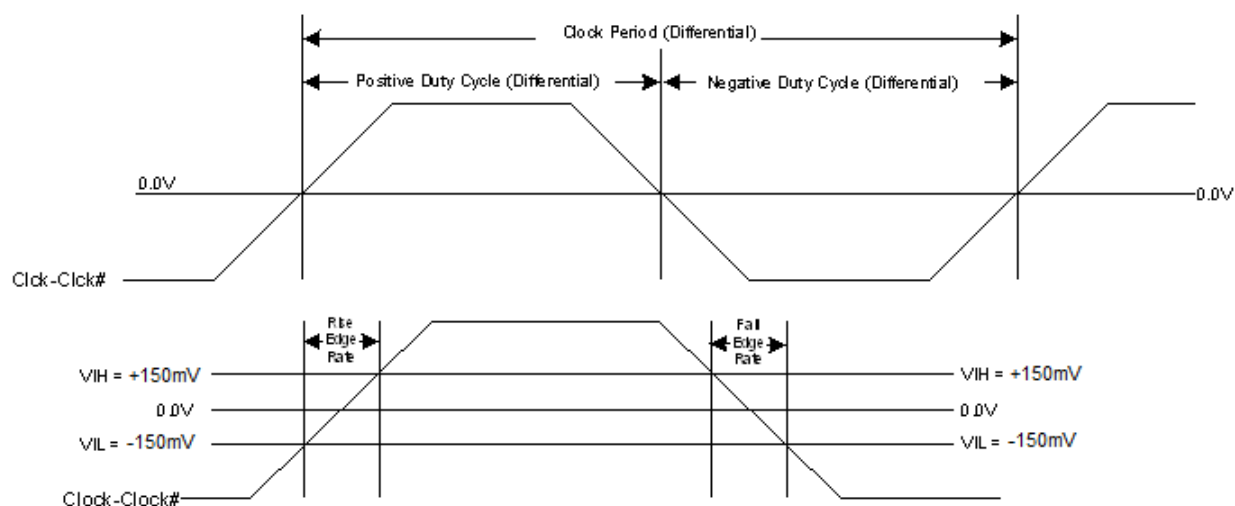 Clock Period (Differential)
Positive Duty Cycle (Differential)
Negative Duty Cycle (Differential)
0.0V
0.0V
Clck-Clck#
Rise
Edge
Rate
Fall
Edge
Rate
VIH = +150mV
VIH = +150mV
0.0V
0.0V
VIL = -150mV
VIL = -150mV
Clock-Clock#